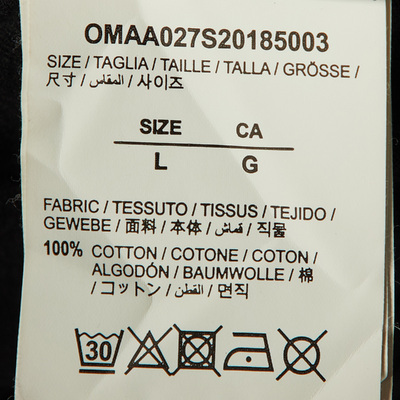 OMAA027S20185003
SIZE / TAGLIA / TAILLE / TALLA / GRÖSSE /
尺寸 / المقاس / 사이즈
SIZE CA
L G
FABRIC / TESSUTO / TISSUS / TEJIDO /
GEWEBE / 面料 / 本体 / قماش / 직물
100% COTTON / COTONE / COTON /
ALGODÓN / BAUMWOLLE / 棉
/ コットン / القطن / 면직
30